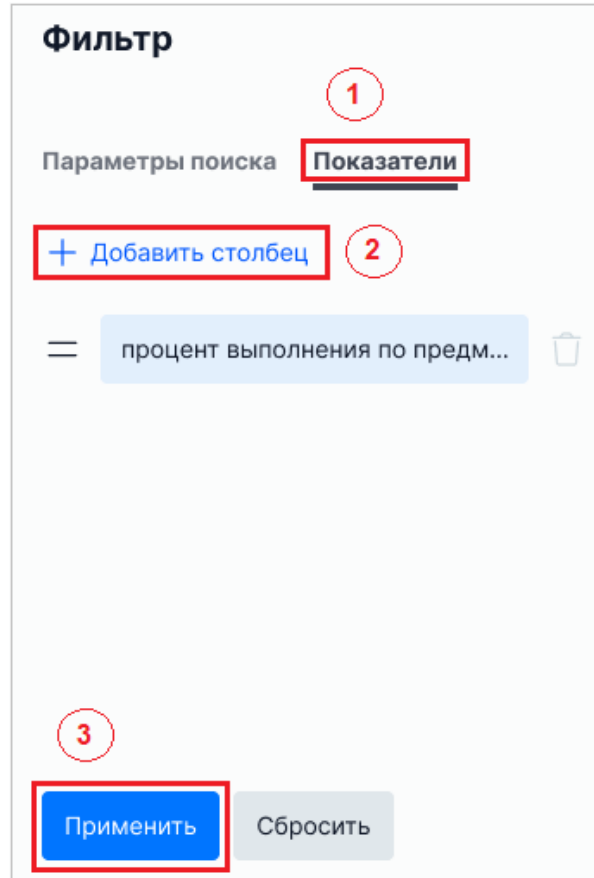 Фильтр
1
Параметры поиска Показатели
+ Добавить столбец 2
процент выполнения по предм...
3
Применить Сбросить